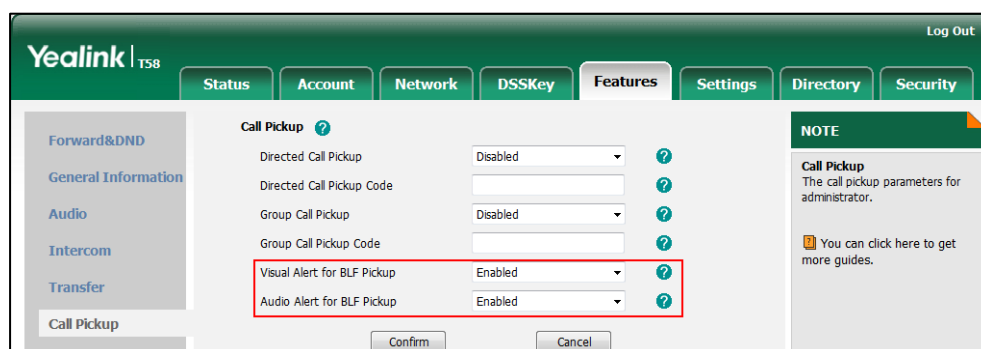 Log Out
Yealink T58
Status Account Network DSSKey Features Settings Directory Security
Forward&DND
General Information
Audio
Intercom
Transfer
Call Pickup
Call Pickup ?
Directed Call Pickup Disabled ?
Directed Call Pickup Code ?
Group Call Pickup Disabled ?
Group Call Pickup Code ?
Visual Alert for BLF Pickup Enabled ?
Audio Alert for BLF Pickup Enabled ?
Confirm Cancel
NOTE
Call Pickup
The call pickup parameters for
administrator.
? You can click here to get
more guides.